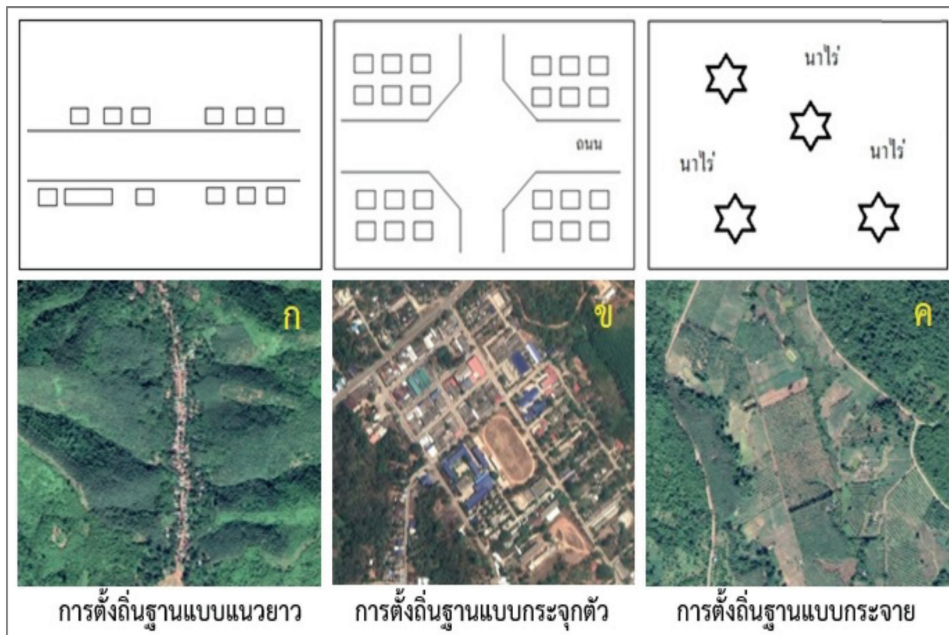 นาไร่
ถนน
นาไร่
นาไร่
ก
ข
ค
การตั้งถิ่นฐานแบบแนวยาว
การตั้งถิ่นฐานแบบกระจุกตัว
การตั้งถิ่นฐานแบบกระจาย